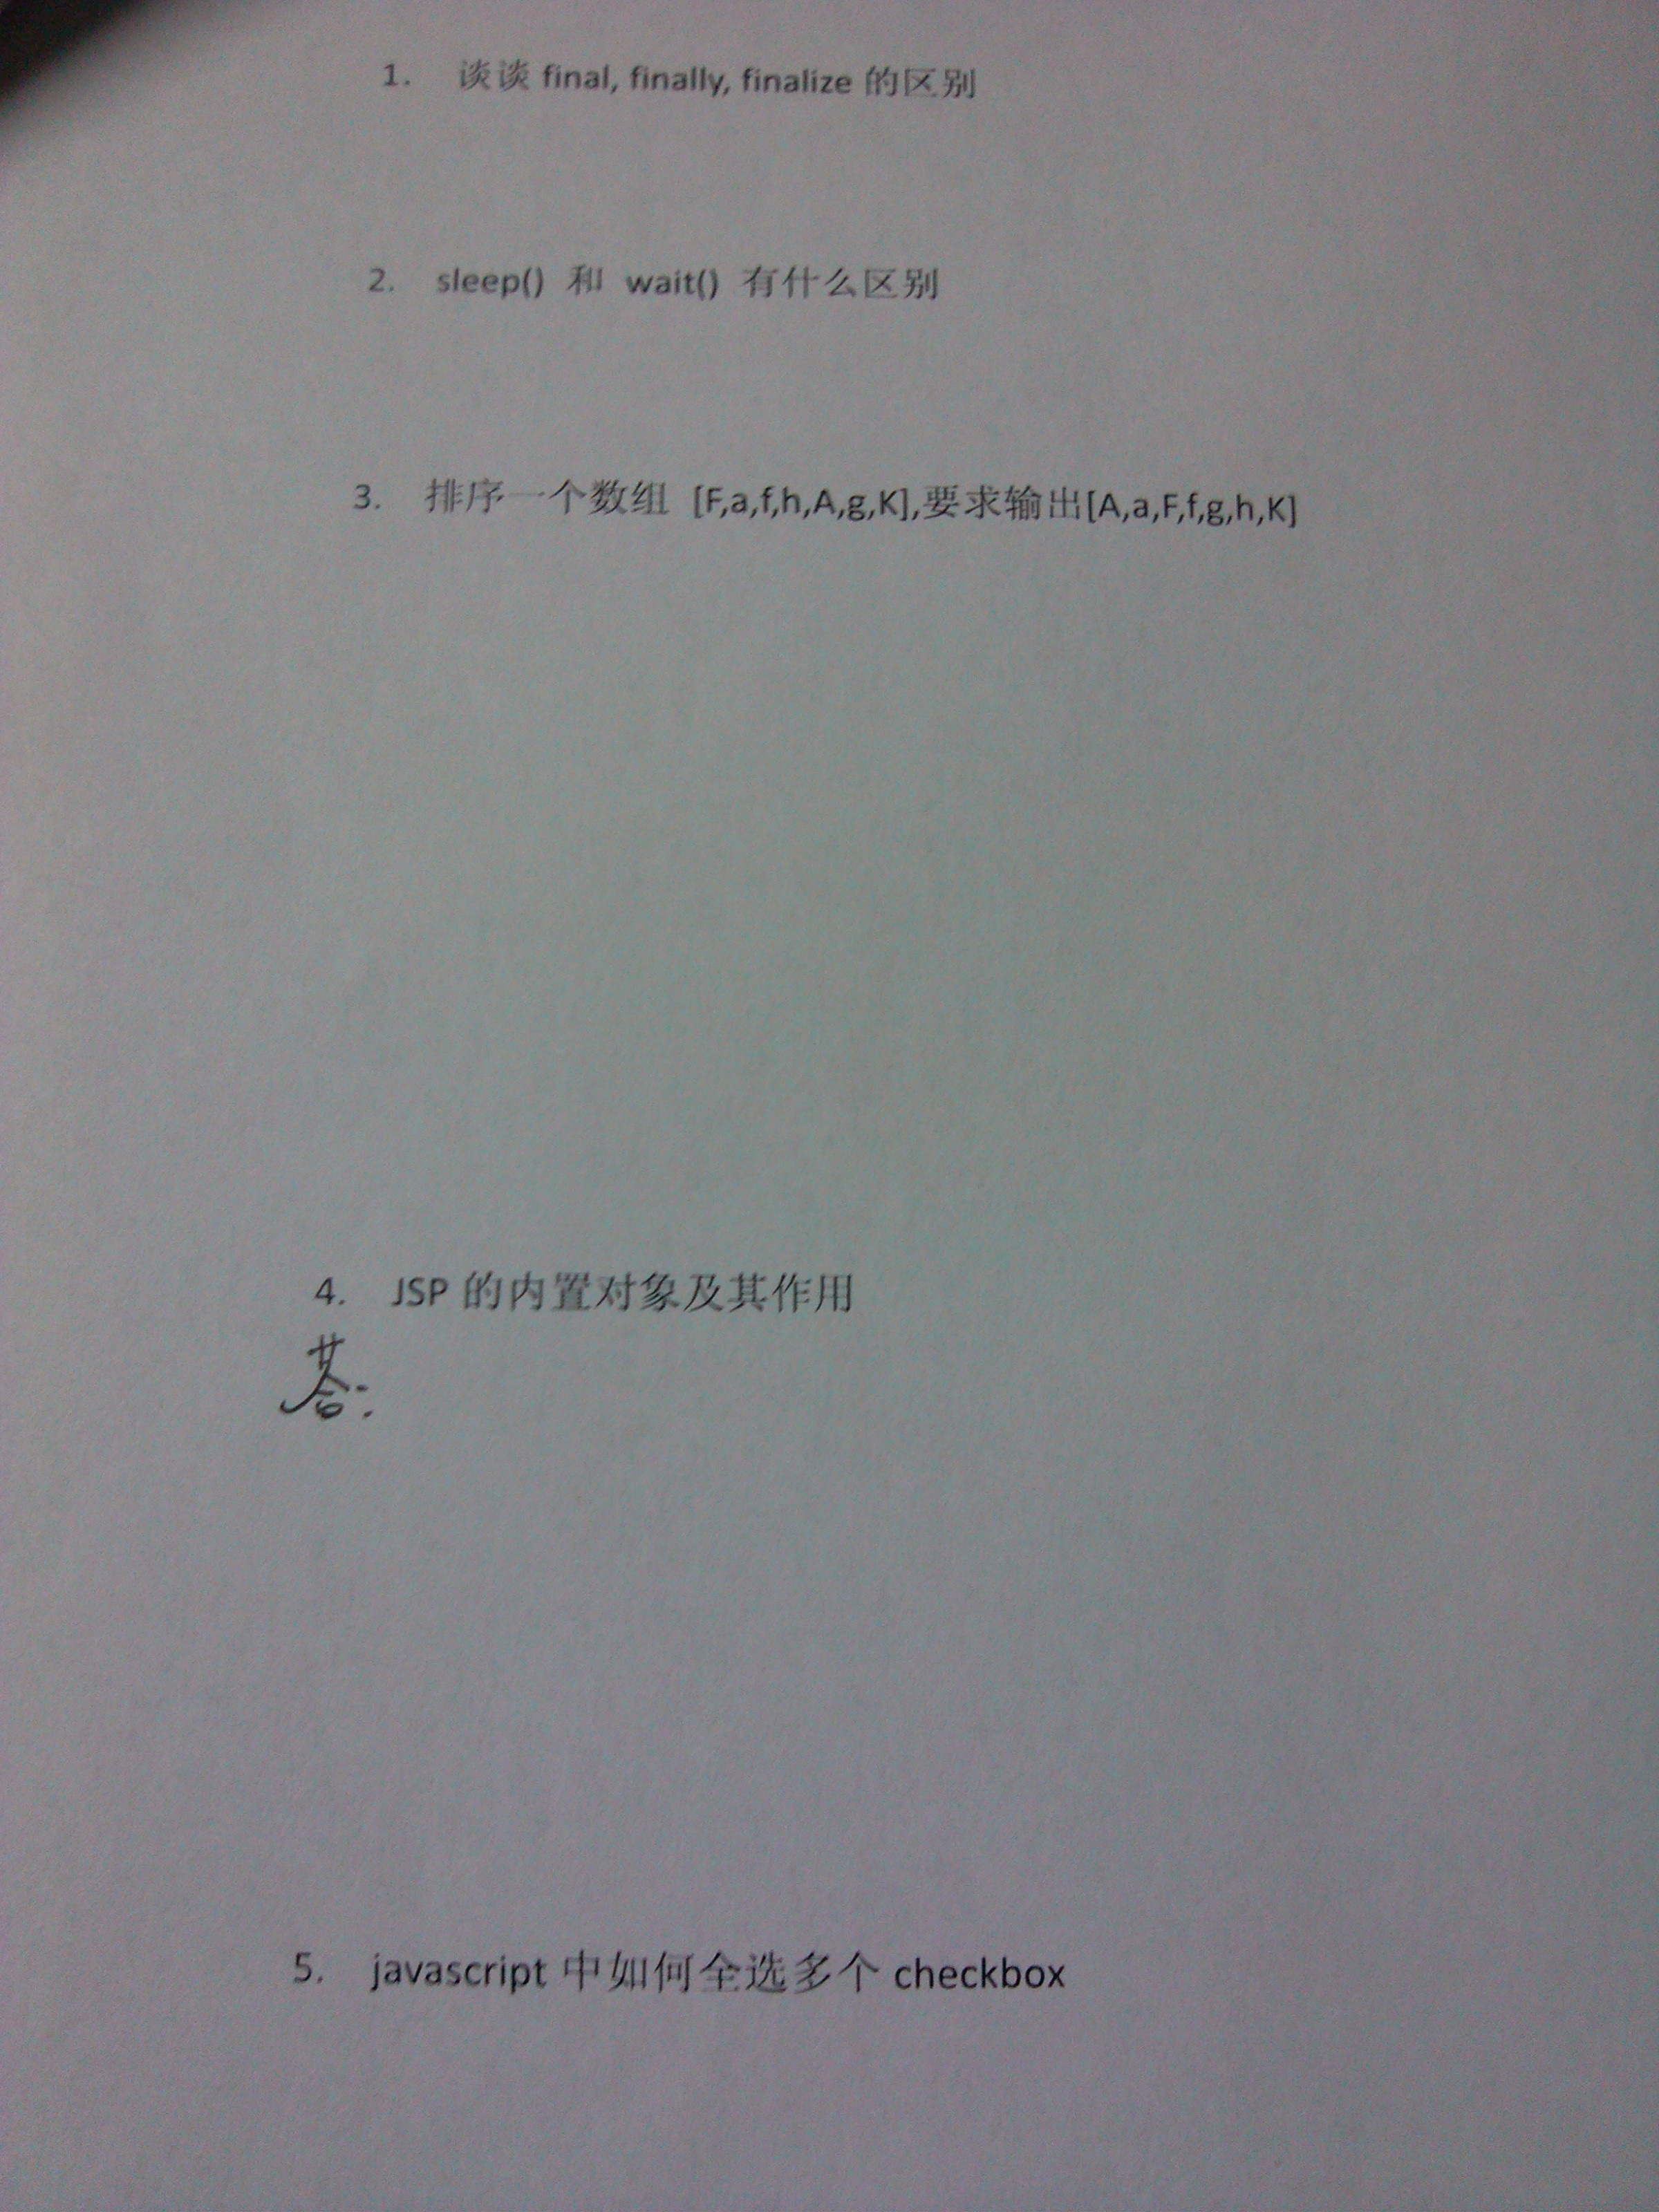 1. 谈谈 final, finally, finalize 的区别
2. sleep() 和 wait() 有什么区别
3. 排序一个数组 [F,a,f,h,A,g,K],要求输出[A,a,F,f,g,h,K]
4. JSP 的内置对象及其作用
答:
5. javascript 中如何全选多个 checkbox